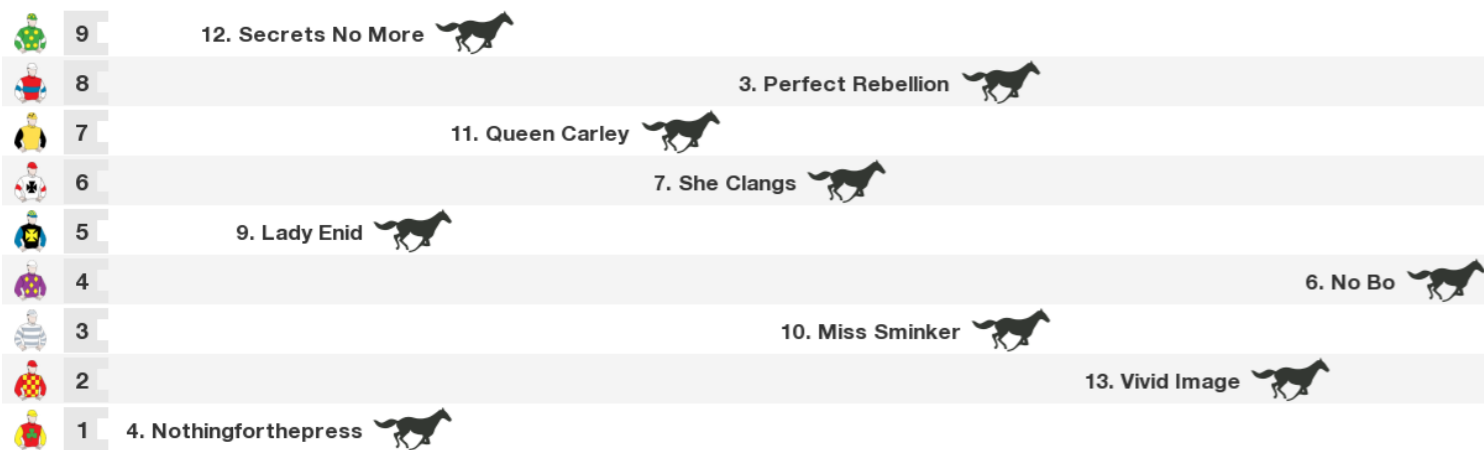 9 12. Secrets No More
8 3. Perfect Rebellion
7 11. Queen Carley
6 7. She Clangs
5 9. Lady Enid
4 6. No Bo
3 10. Miss Sminker
2 13. Vivid Image
1 4. Nothingforthepress